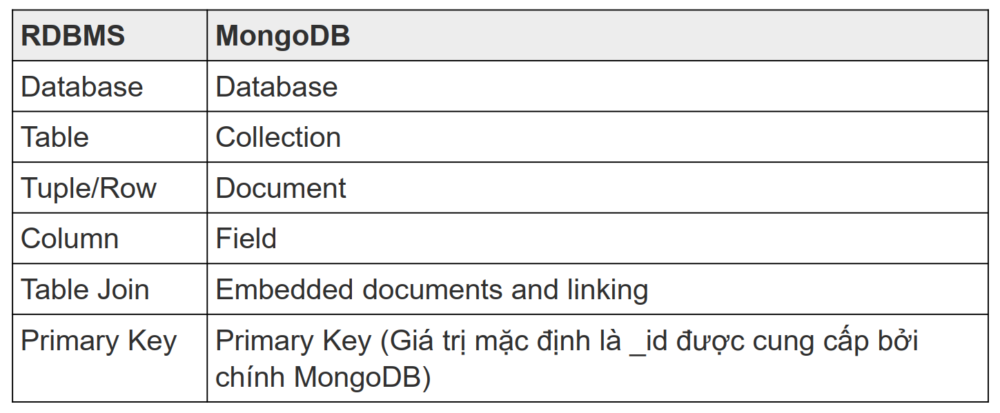 RDBMS MongoDB
Database Database
Table Collection
Tuple/Row Document
Column Field
Table Join Embedded documents and linking
Primary Key Primary Key (Giá trị mặc định là _id được cung cấp bởi
chính MongoDB)